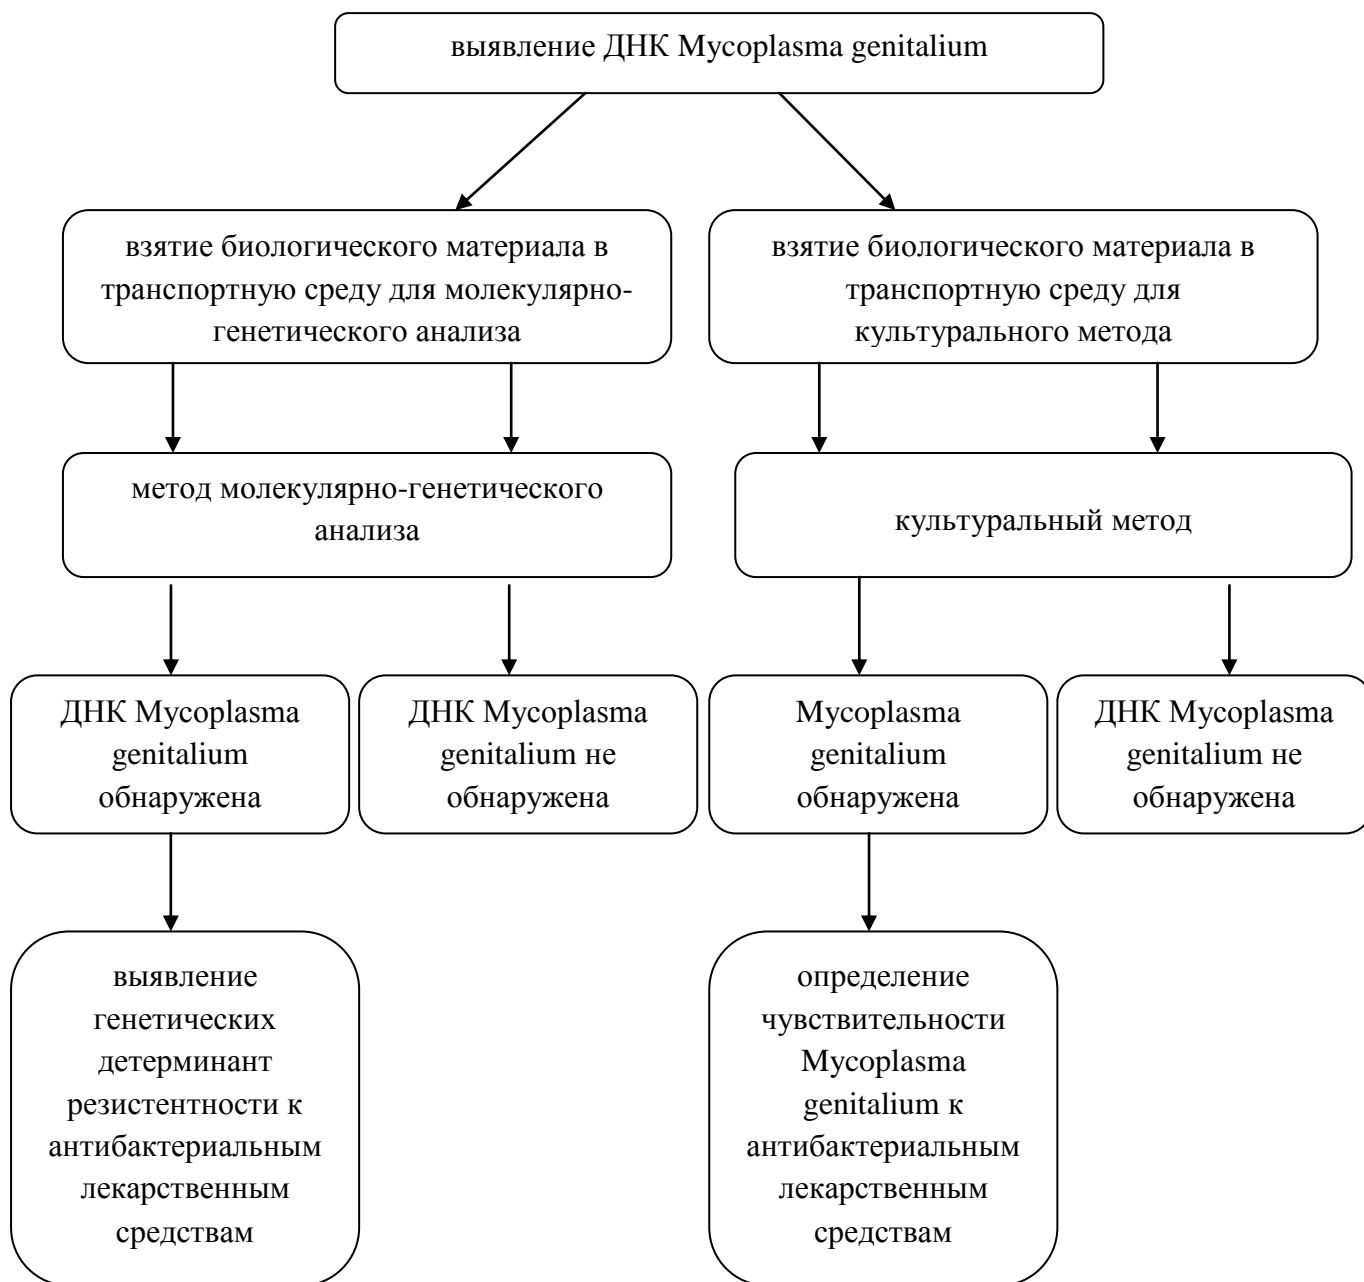 выявление ДНК Mycoplasma genitalium
взятие биологического материала в
транспортную среду для молекулярно-
генетического анализа
взятие биологического материала в
транспортную среду для
культурального метода
метод молекулярно-генетического
анализа
культуральный метод
ДНК Mycoplasma
genitalium
обнаружена
ДНК Mycoplasma
genitalium не
обнаружена
Mycoplasma
genitalium
обнаружена
ДНК Mycoplasma
genitalium не
обнаружена
выявление
генетических
детерминант
резистентности к
антибактериальным
лекарственным
средствам
определение
чувствительности
Mycoplasma
genitalium к
антибактериальным
лекарственным
средствам